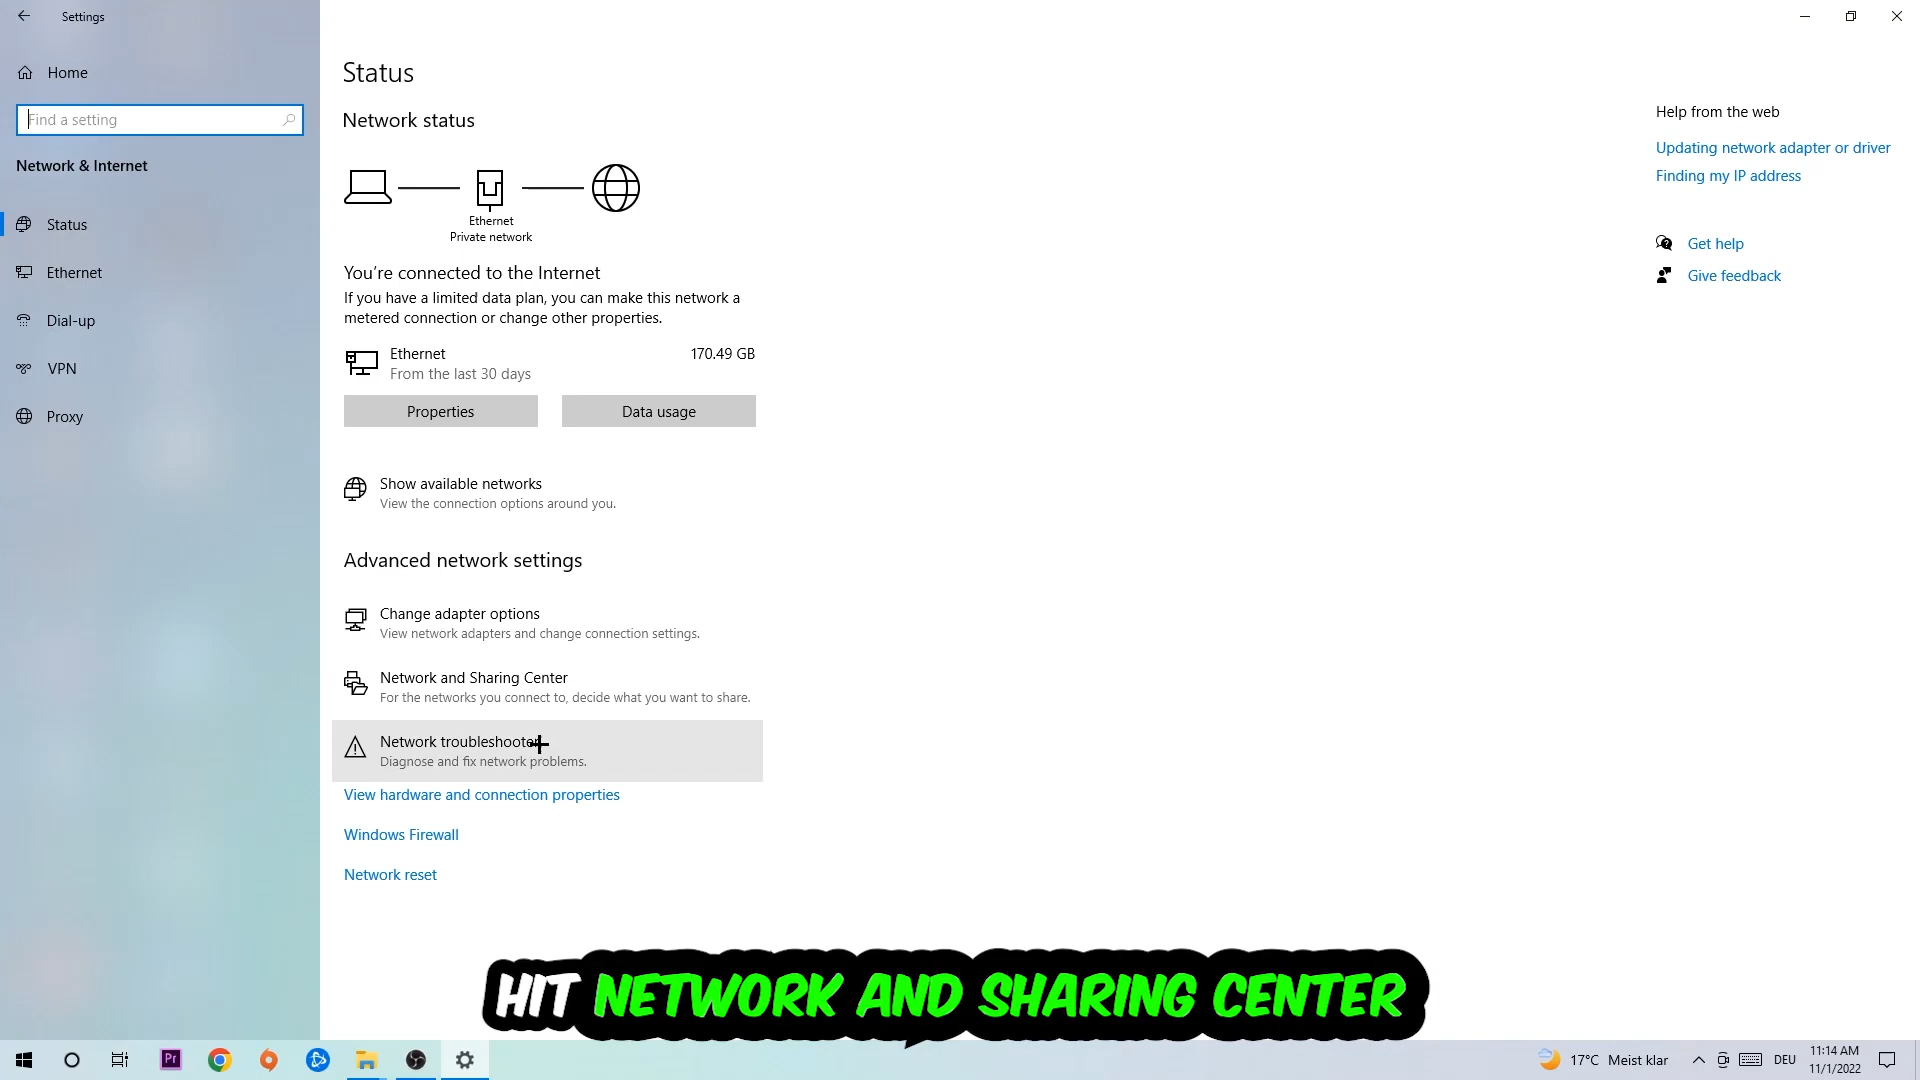 Settings
Home
Find a setting
Network & Internet
Status
Ethernet
Dial-up
VPN
Proxy
Status
Network status
Ethernet
Private network
You're connected to the Internet
If you have a limited data plan, you can make this network a
metered connection or change other properties.
Ethernet 170.49 GB
From the last 30 days
Properties Data usage
Show available networks
View the connection options around you.
Advanced network settings
Change adapter options
View network adapters and change connection settings.
Network and Sharing Center
For the networks you connect to, decide what you want to share.
Network troubleshooter
Diagnose and fix network problems.
View hardware and connection properties
Windows Firewall
Network reset
Help from the web
Updating network adapter or driver
Finding my IP address
Get help
Give feedback
HIT NETWORK AND SHARING CENTER
Pr
17°C Meist klar
DEU
11:14 AM
11/1/2022